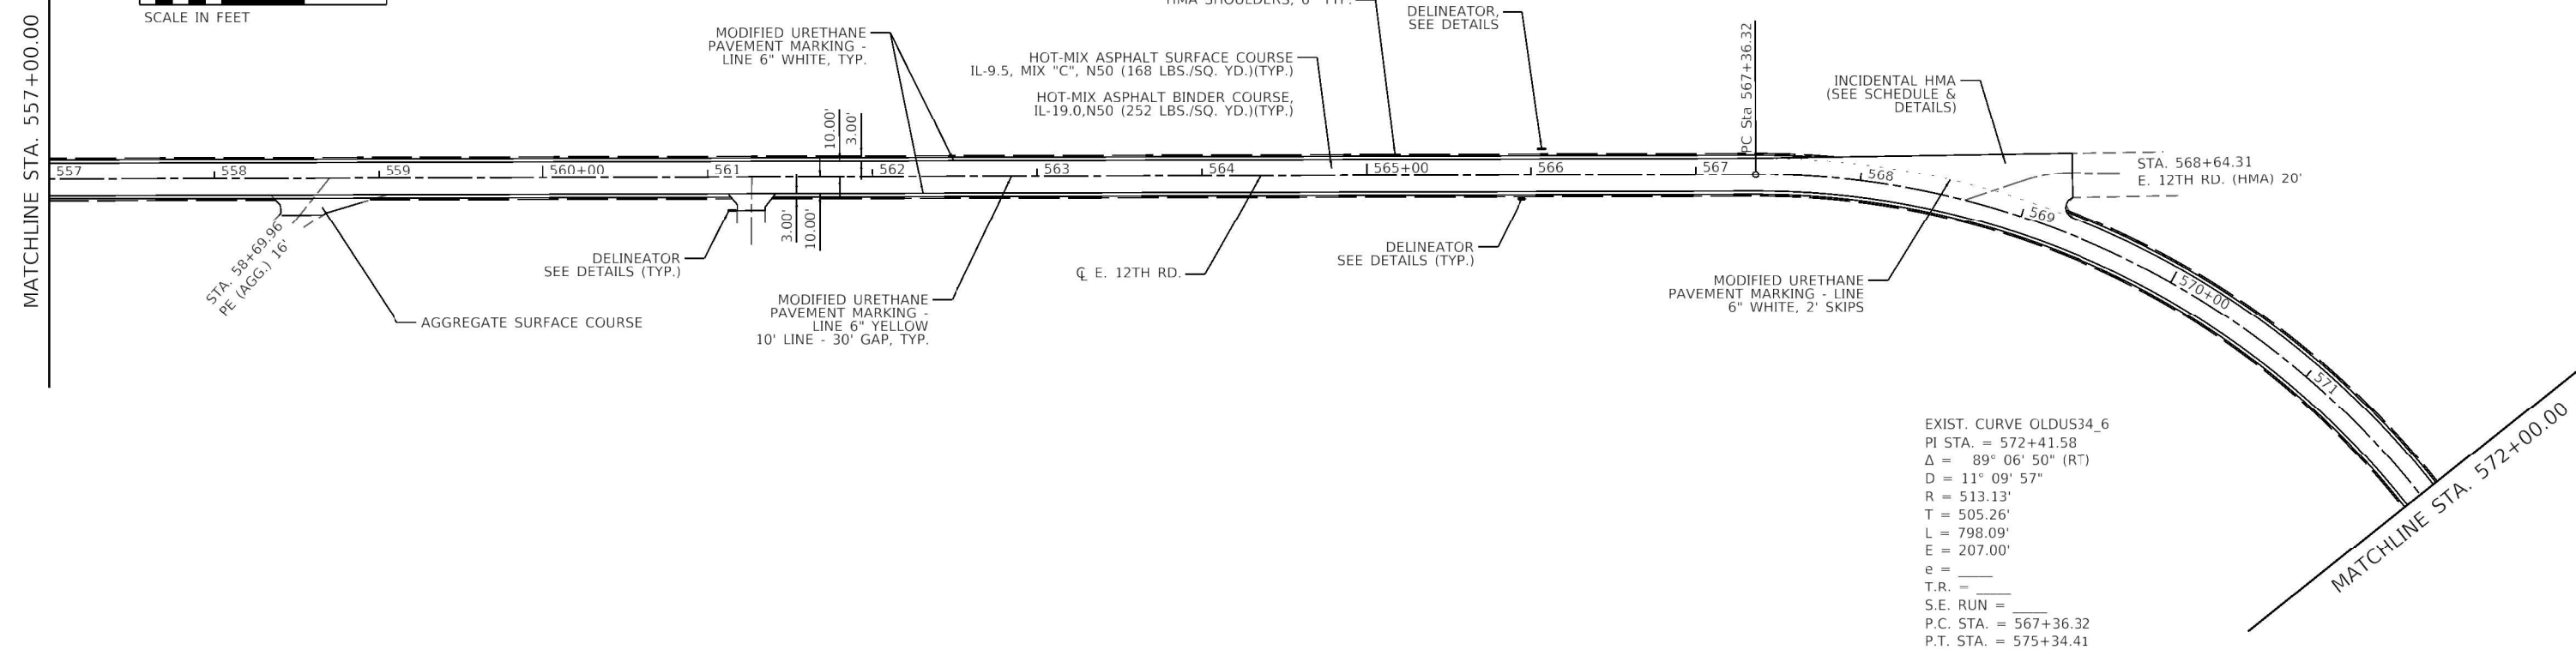 MATCHLINE STA. 557+00.00
SCALE IN FEET
MODIFIED URETHANE
PAVEMENT MARKING -
LINE 6" WHITE, TYP.
HMA SHOULDERS, 6" TYP.
DELINEATOR,
SEE DETAILS
HOT-MIX ASPHALT SURFACE COURSE
IL-9.5, MIX "C", N50 (168 LBS./SQ. YD.)(TYP.)
HOT-MIX ASPHALT BINDER COURSE,
IL-19.0,N50 (252 LBS./SQ. YD.)(TYP.)
PC Sta 567+36.32
INCIDENTAL HMA
(SEE SCHEDULE &
DETAILS)
10.00'
3.00'
557
558
559
560+00
561
562
563
564
565+00
566
567
568
569
570+00
571
STA. 568+64.31
E. 12TH RD. (HMA) 20'
3.00'
10.00'
STA. 58+69.96
PE (AGG.) 16'
AGGREGATE SURFACE COURSE
DELINEATOR
SEE DETAILS (TYP.)
MODIFIED URETHANE
PAVEMENT MARKING -
LINE 6" YELLOW
10' LINE - 30' GAP, TYP.
℄ E. 12TH RD.
DELINEATOR
SEE DETAILS (TYP.)
MODIFIED URETHANE
PAVEMENT MARKING - LINE
6" WHITE, 2' SKIPS
EXIST. CURVE OLDUS34_6
PI STA. = 572+41.58
Δ = 89° 06' 50" (RT)
D = 11° 09' 57"
R = 513.13'
T = 505.26'
L = 798.09'
E = 207.00'
e = ____
T.R. = ____
S.E. RUN = ____
P.C. STA. = 567+36.32
P.T. STA. = 575+34.41
MATCHLINE STA. 572+00.00